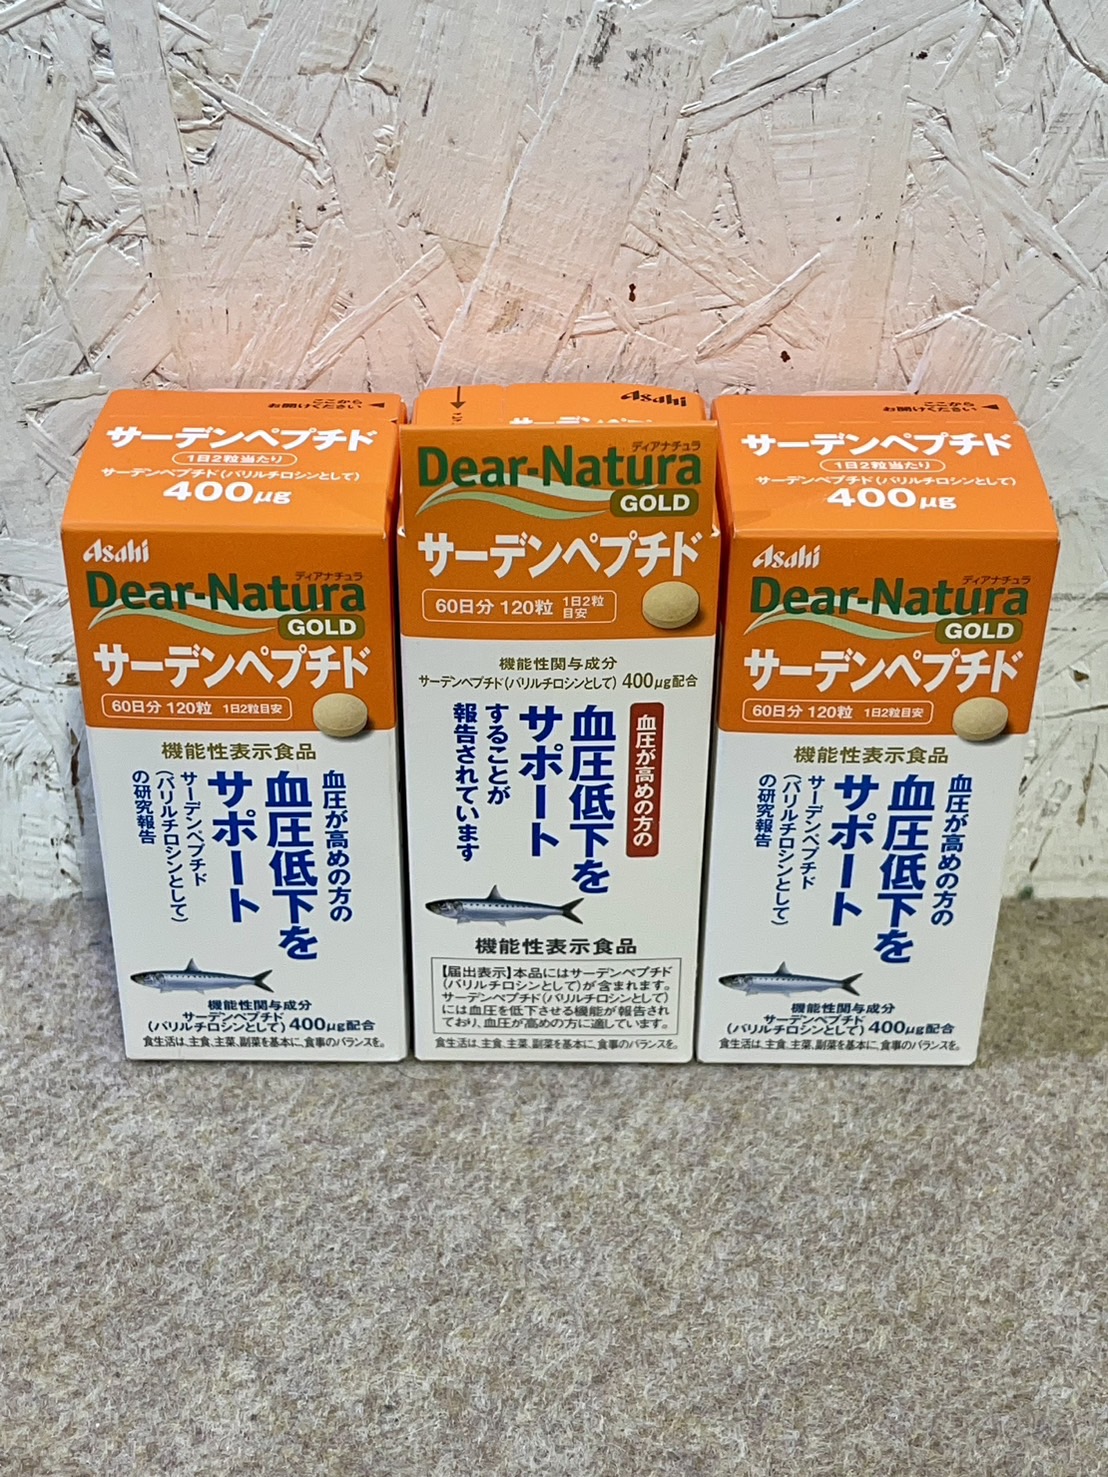 ここから
お開けください
サーデンペプチド
1日2粒当たり
サーデンペプチド(バリルチロシンとして)
400μg
Asahi
ディアナチュラ
Dear-Natura
GOLD
サーデンペプチド
60日分 120粒 1日2粒目安
機能性表示食品
血圧が高めの方の
血圧低下を
サポート
サーデンペプチド
(バリルチロシンとして)
の研究報告
機能性関与成分
サーデンペプチド
(バリルチロシンとして) 400μg配合
食生活は、主食、主菜、副菜を基本に、食事のバランスを。
Asahi
ディアナチュラ
Dear-Natura
GOLD
サーデンペプチド
60日分 120粒 1日2粒
目安
機能性関与成分
サーデンペプチド(バリルチロシンとして) 400μg配合
血圧が高めの方の
血圧低下を
サポート
することが
報告されています
機能性表示食品
【届出表示】本品にはサーデンペプチド
(バリルチロシンとして)が含まれます。
サーデンペプチド(バリルチロシンとして)
には血圧を低下させる機能が報告され
ており、血圧が高めの方に適しています。
食生活は、主食、主菜、副菜を基本に、食事のバランスを。
ここから
お開けください
サーデンペプチド
1日2粒当たり
サーデンペプチド(バリルチロシンとして)
400μg
Asahi
ディアナチュラ
Dear-Natura
GOLD
サーデンペプチド
60日分 120粒 1日2粒目安
機能性表示食品
血圧が高めの方の
血圧低下を
サポート
サーデンペプチド
(バリルチロシンとして)
の研究報告
機能性関与成分
サーデンペプチド
(バリルチロシンとして) 400μg配合
食生活は、主食、主菜、副菜を基本に、食事のバランスを。